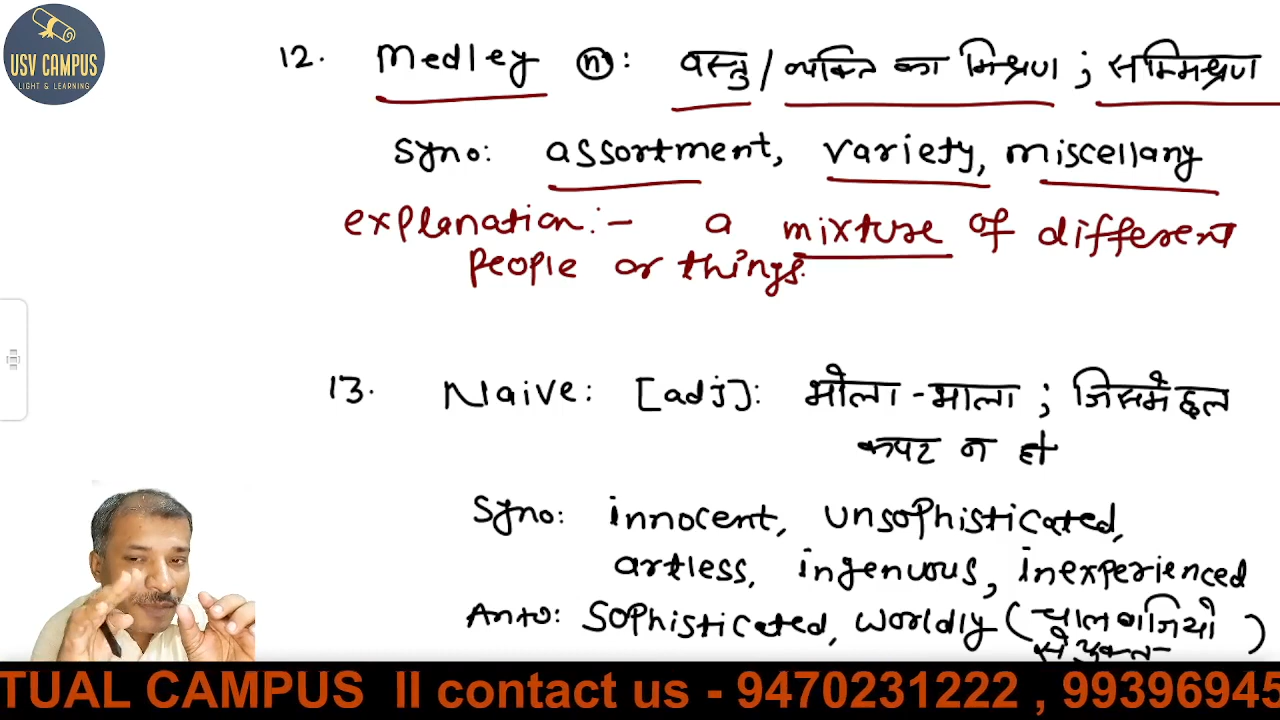 USV CAMPUS
LIGHT & LEARNING
12. Medley (n): वस्तु / व्यक्ति का मिश्रण ; सम्मिश्रण
Syno: assortment, variety, miscellany
explanation:- a mixture of different
people or things.
13. Naive: [adj]: भोला - भाला ; जिसमे छल
कपट न हो
Syno: innocent, unsophisticated,
artless, ingenuous, inexperienced
Anto: Sophisticated, worldly (चालबाजियो
से युक्त)
TUAL CAMPUS II contact us - 9470231222 , 99396945